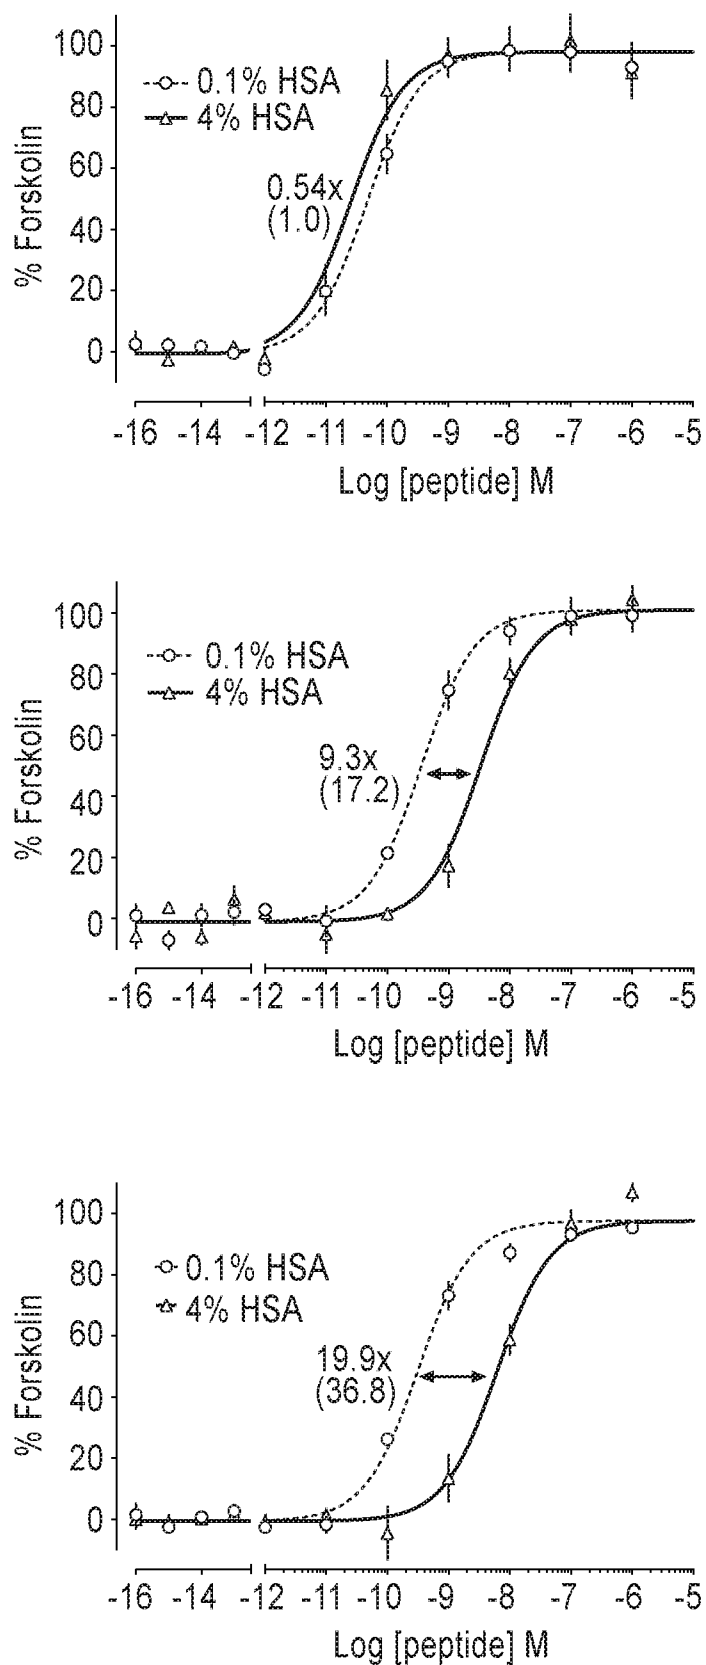 % Forskolin
100
80
60
40
20
0
0.1% HSA
4% HSA
0.54x
(1.0)
-16 -14 -12 -11 -10 -9 -8 -7 -6 -5
Log [peptide] M
% Forskolin
100
80
60
40
20
0
0.1% HSA
4% HSA
9.3x
(17.2)
-16 -14 -12 -11 -10 -9 -8 -7 -6 -5
Log [peptide] M
% Forskolin
100
80
60
40
20
0
0.1% HSA
4% HSA
19.9x
(36.8)
-16 -14 -12 -11 -10 -9 -8 -7 -6 -5
Log [peptide] M